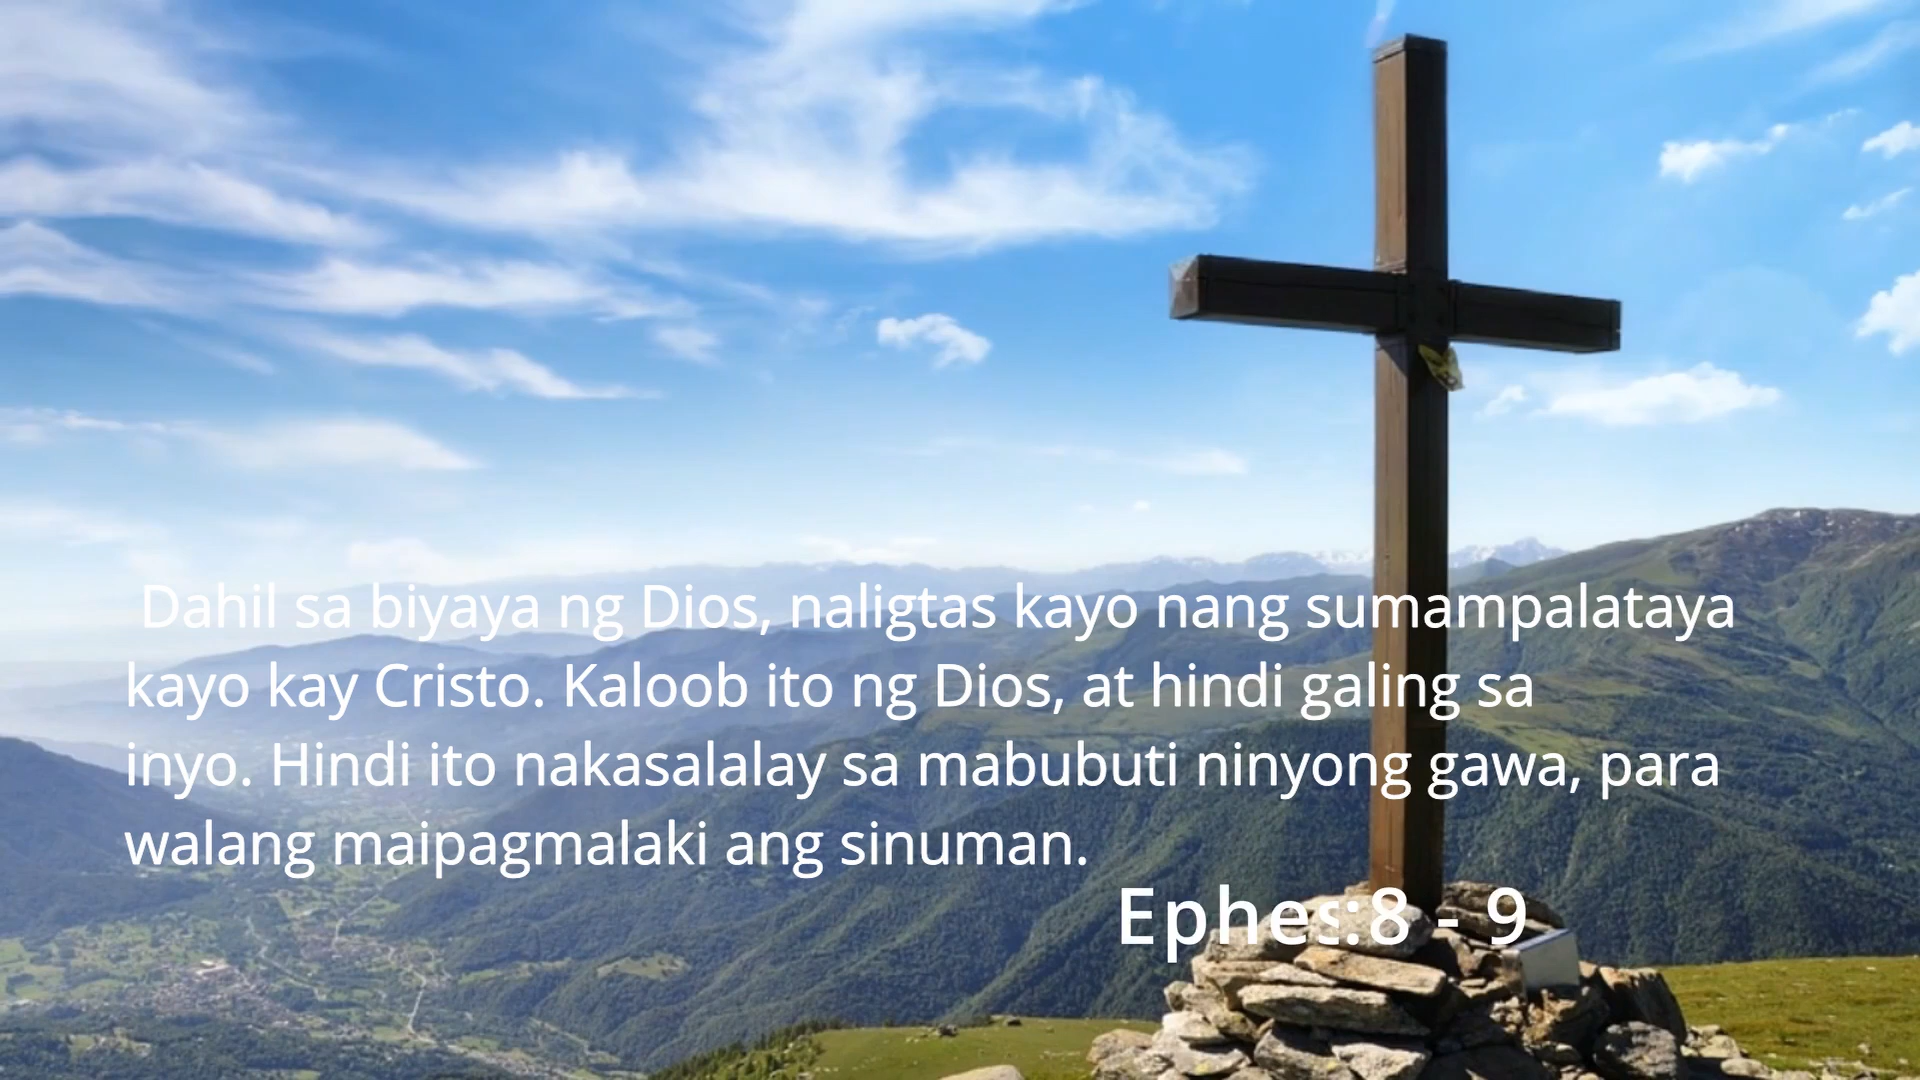 Dahil sa biyaya ng Dios, naligtas kayo nang sumampalataya
kayo kay Cristo. Kaloob ito ng Dios, at hindi galing sa
inyo. Hindi ito nakasalalay sa mabubuti ninyong gawa, para
walang maipagmalaki ang sinuman.
Ephes:8 - 9